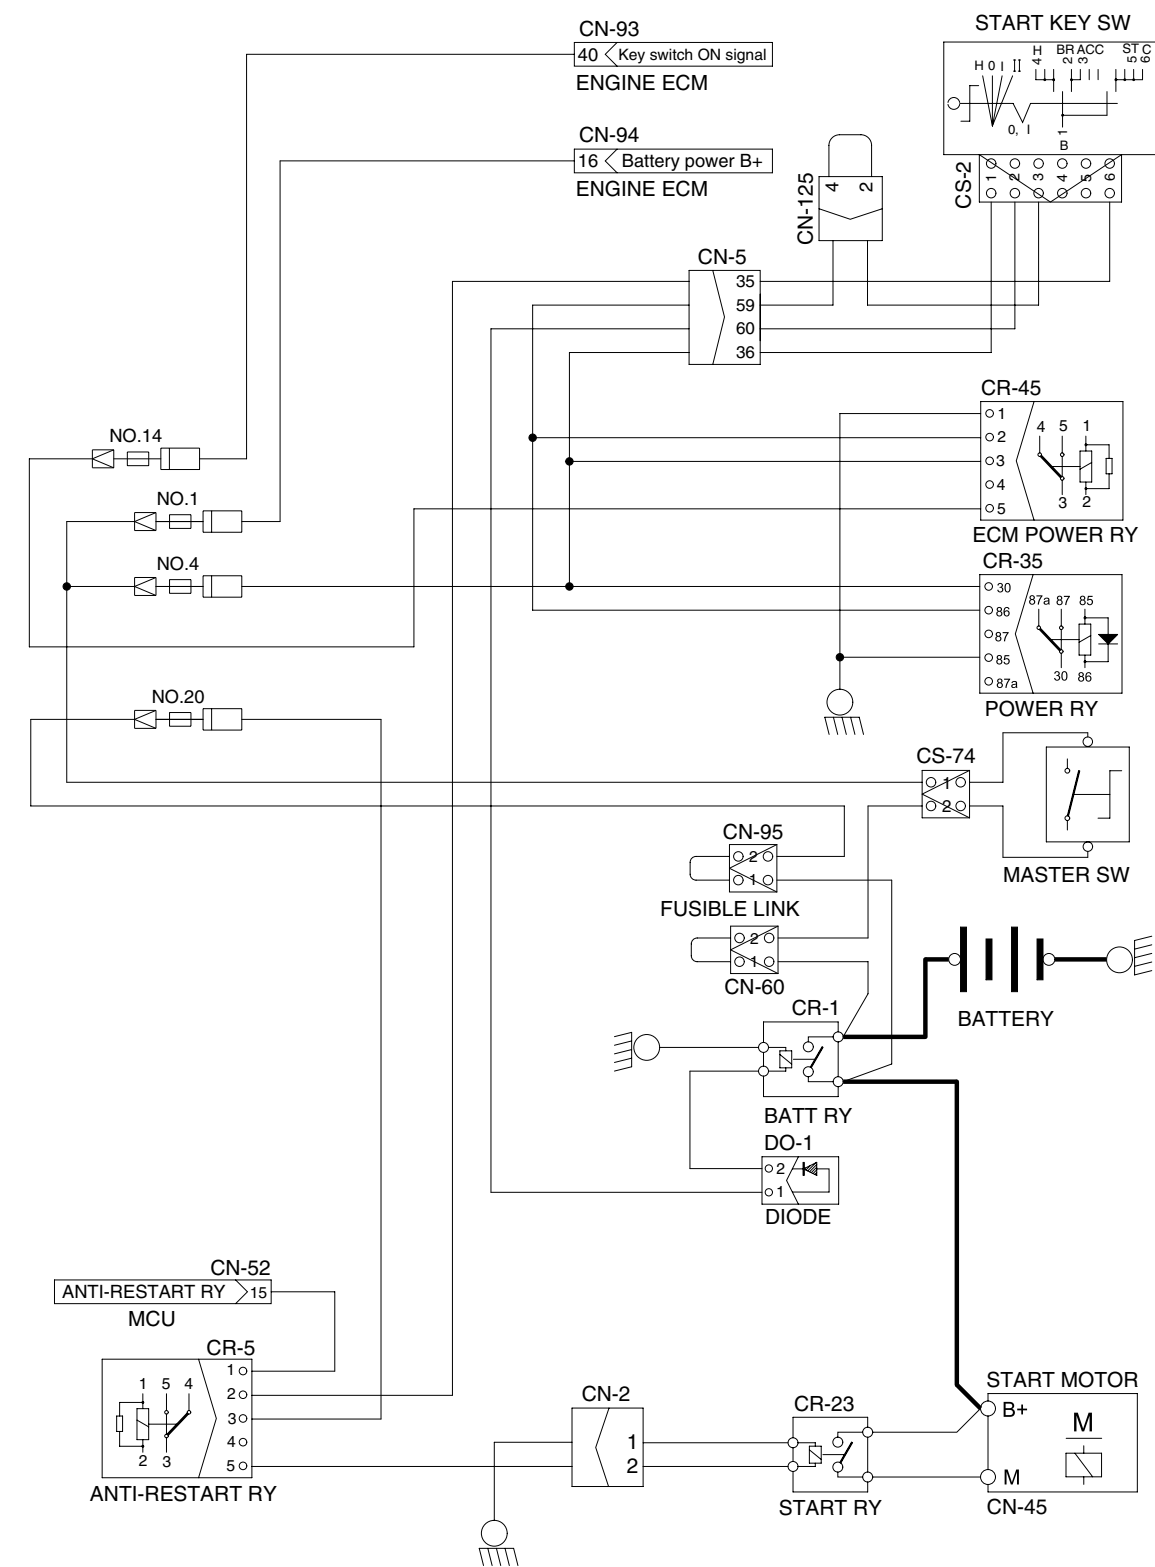 START KEY SW
H 0 I II
H BR ACC ST C
4 2 3 5 6
0, I
1
B
CS-2
1 2 3 4 5 6
CN-93
40 Key switch ON signal
ENGINE ECM
CN-94
16 Battery power B+
ENGINE ECM
CN-125
4 2
CN-5
35
59
60
36
CR-45
1
2
3
4
5
4 5 1
3 2
ECM POWER RY
NO.14
NO.1
NO.4
CR-35
30
86
87
85
87a
87a 87 85
30 86
POWER RY
NO.20
CS-74
1
2
MASTER SW
CN-95
2
1
FUSIBLE LINK
2
1
CN-60
BATTERY
CR-1
BATT RY
DO-1
2
1
DIODE
CN-52
ANTI-RESTART RY 15
MCU
CR-5
1
2
3
4
5
1 5 4
2 3
ANTI-RESTART RY
CN-2
1
2
CR-23
START RY
START MOTOR
B+
M
M
CN-45